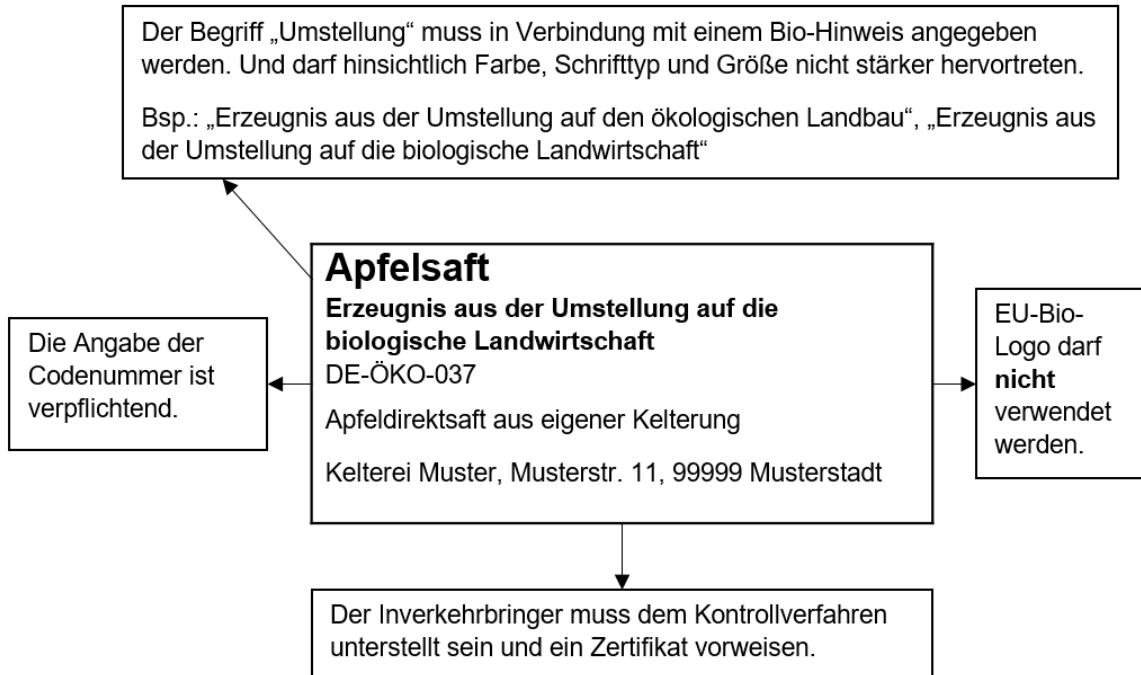 Der Begriff „Umstellung“ muss in Verbindung mit einem Bio-Hinweis angegeben
werden. Und darf hinsichtlich Farbe, Schrifttyp und Größe nicht stärker hervortreten.
Bsp.: „Erzeugnis aus der Umstellung auf den ökologischen Landbau“, „Erzeugnis aus
der Umstellung auf die biologische Landwirtschaft“
Apfelsaft
Erzeugnis aus der Umstellung auf die
biologische Landwirtschaft
DE-ÖKO-037
Apfeldirektsaft aus eigener Kelterung
Kelterei Muster, Musterstr. 11, 99999 Musterstadt
Die Angabe der
Codenummer ist
verpflichtend.
EU-Bio-
Logo darf
nicht
verwendet
werden.
Der Inverkehrbringer muss dem Kontrollverfahren
unterstellt sein und ein Zertifikat vorweisen.